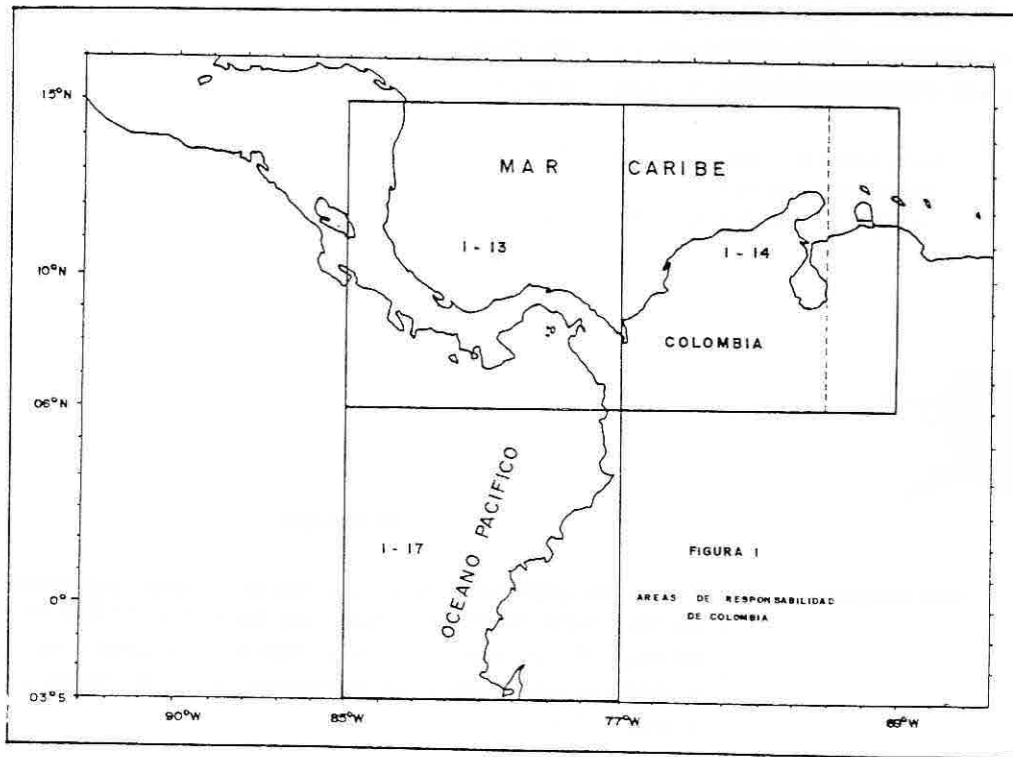 15°N
MAR CARIBE
I - 13
I - 14
10°N
COLOMBIA
06°N
OCEANO PACIFICO
I - 17
FIGURA I
AREAS DE RESPONSABILIDAD
DE COLOMBIA
0°
03°S
90°W
85°W
77°W
69°W